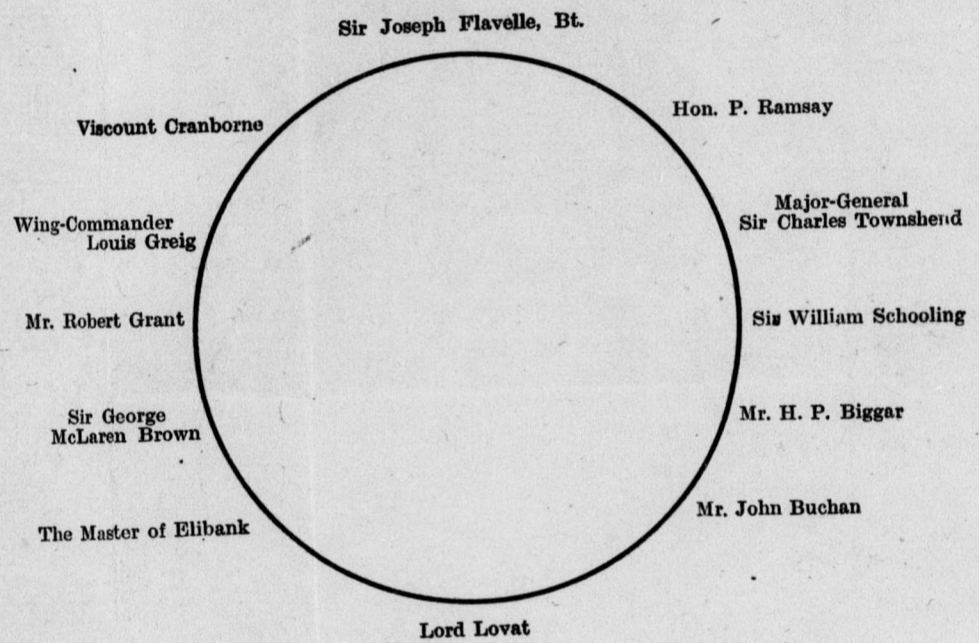 Sir Joseph Flavelle, Bt.
Viscount Cranborne
Hon. P. Ramsay
Wing-Commander
Louis Greig
Major-General
Sir Charles Townshend
Mr. Robert Grant
Sir William Schooling
Sir George
McLaren Brown
Mr. H. P. Biggar
The Master of Elibank
Mr. John Buchan
Lord Lovat